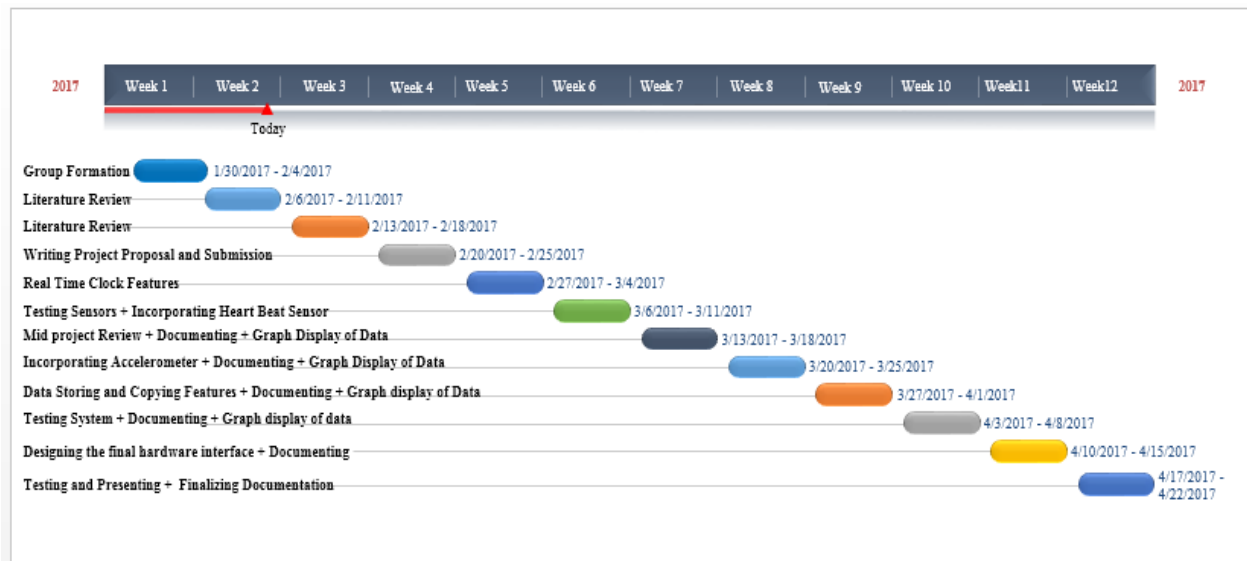 2017 Week 1 Week 2 Week 3 Week 4 Week 5 Week 6 Week 7 Week 8 Week 9 Week 10 Week11 Week12 2017
Today
Group Formation 1/30/2017 - 2/4/2017
Literature Review 2/6/2017 - 2/11/2017
Literature Review 2/13/2017 - 2/18/2017
Writing Project Proposal and Submission 2/20/2017 - 2/25/2017
Real Time Clock Features 2/27/2017 - 3/4/2017
Testing Sensors + Incorporating Heart Beat Sensor 3/6/2017 - 3/11/2017
Mid project Review + Documenting + Graph Display of Data 3/13/2017 - 3/18/2017
Incorporating Accelerometer + Documenting + Graph Display of Data 3/20/2017 - 3/25/2017
Data Storing and Copying Features + Documenting + Graph display of Data 3/27/2017 - 4/1/2017
Testing System + Documenting + Graph display of data 4/3/2017 - 4/8/2017
Designing the final hardware interface + Documenting 4/10/2017 - 4/15/2017
Testing and Presenting + Finalizing Documentation 4/17/2017 -
4/22/2017